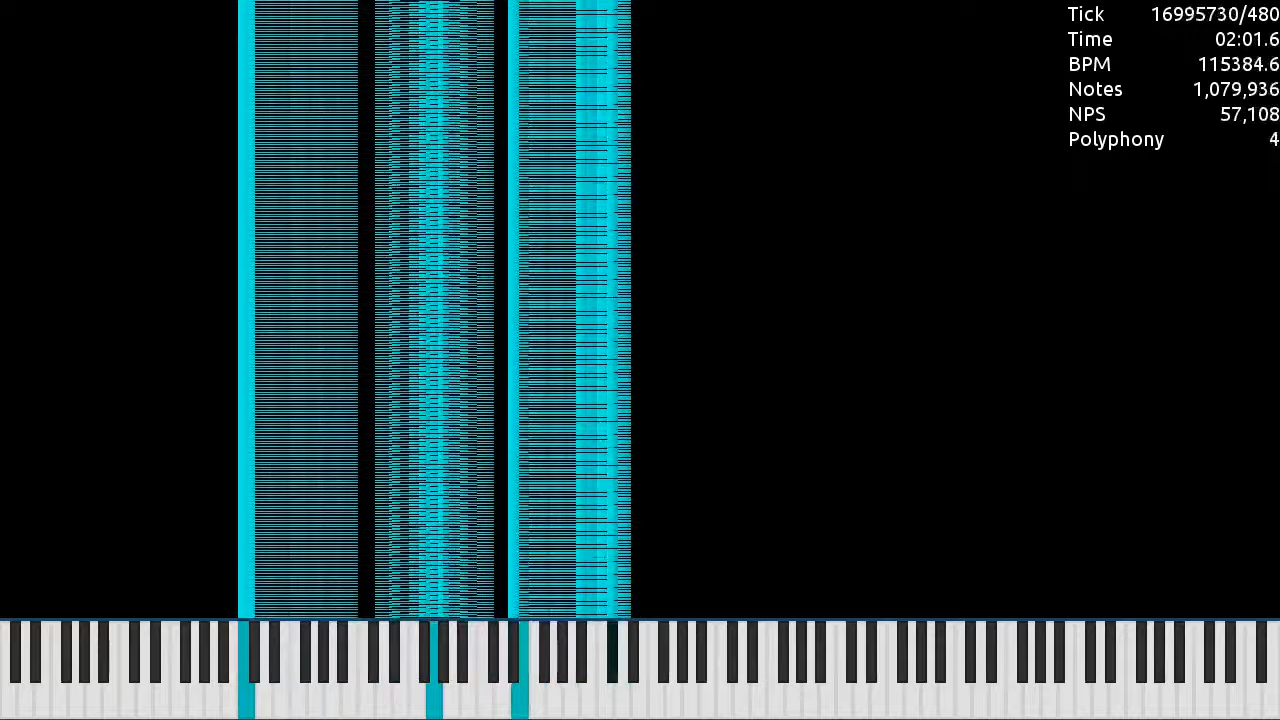 Tick 16995730/480
Time 02:01.6
BPM 115384.6
Notes 1,079,936
NPS 57,108
Polyphony 4